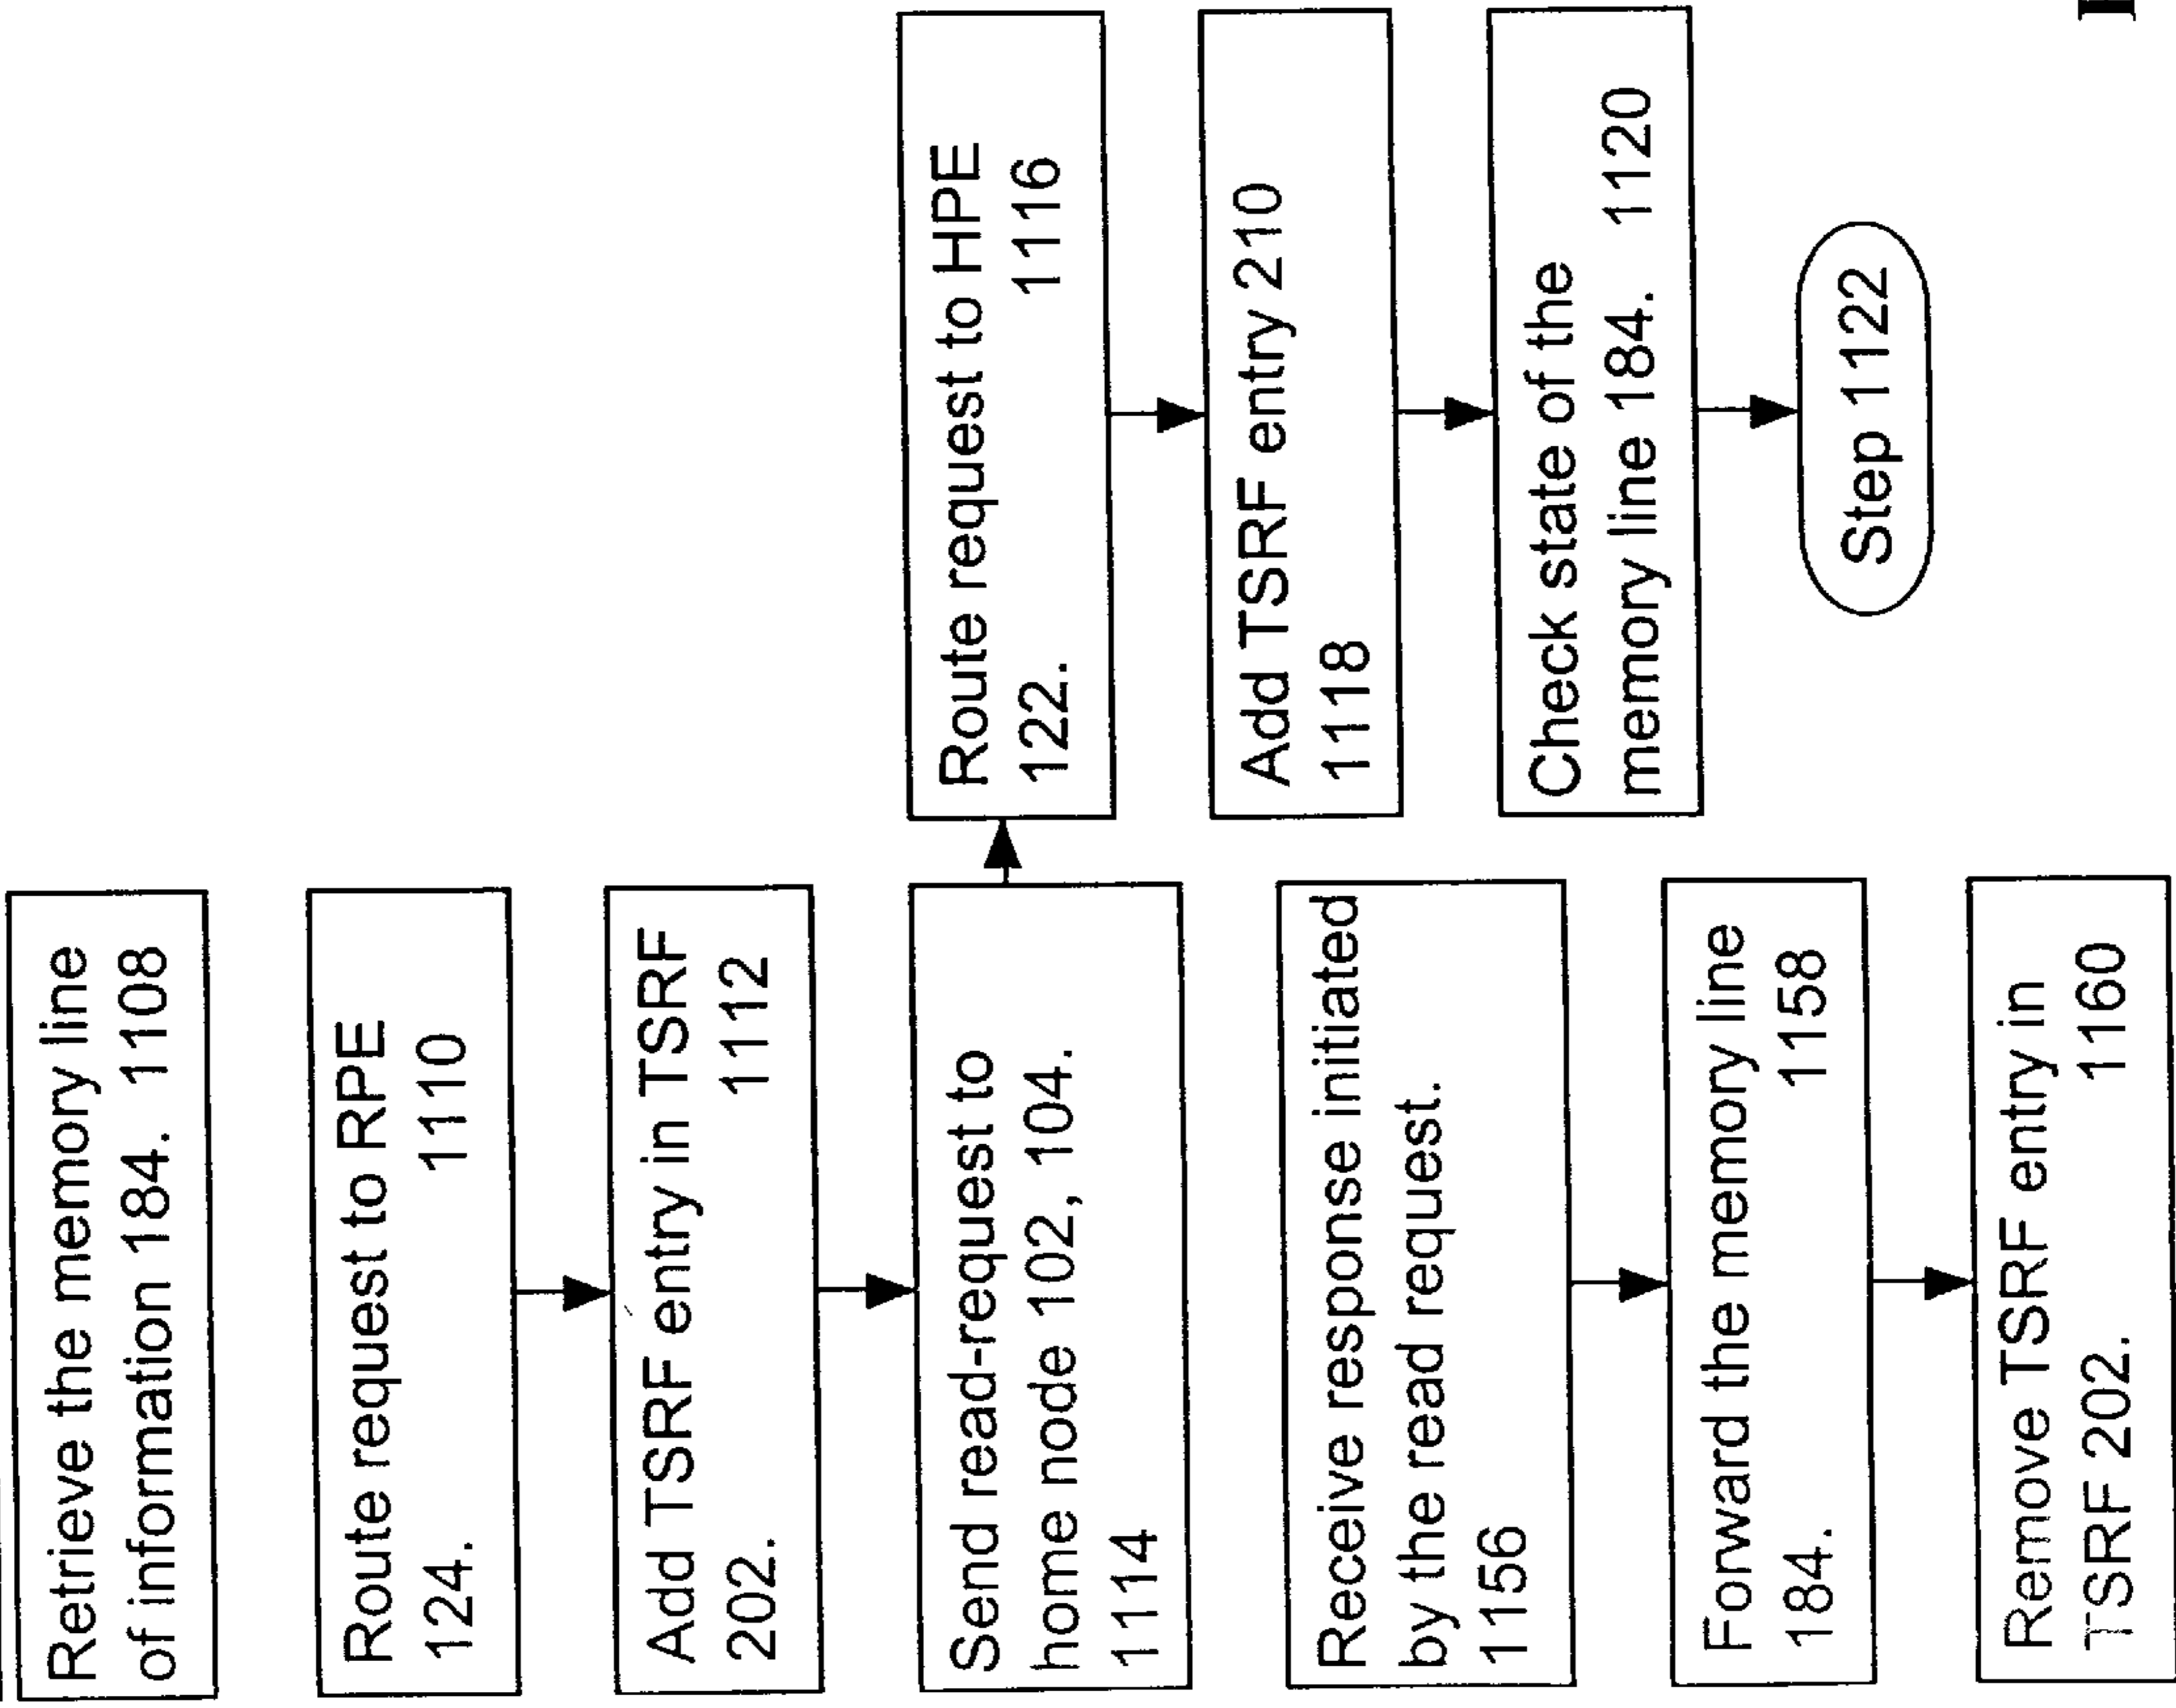 Retrieve the memory line
of information 184. 1108
Route request to RPE
124. 1110
Add TSRF entry in TSRF
202. 1112
Send read-request to
home node 102, 104.
1114
Receive response initiated
by the read request.
1156
Forward the memory line
184. 1158
Remove TSRF entry in
TSRF 202. 1160
Route request to HPE
122. 1116
Add TSRF entry 210
1118
Check state of the
memory line 184. 1120
Step 1122